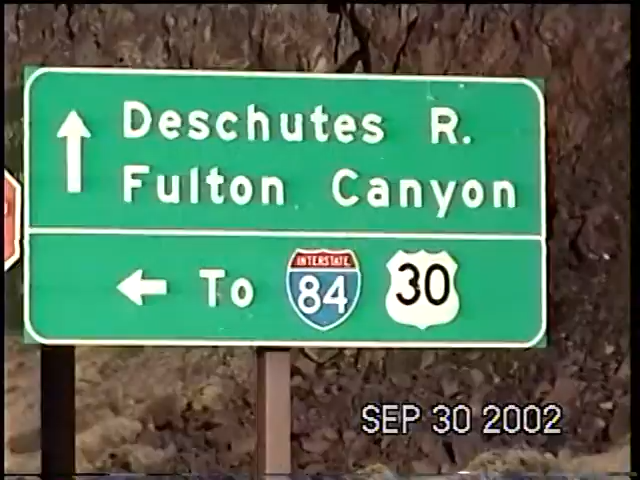 Deschutes R.
Fulton Canyon
To INTERSTATE 84 30
SEP 30 2002